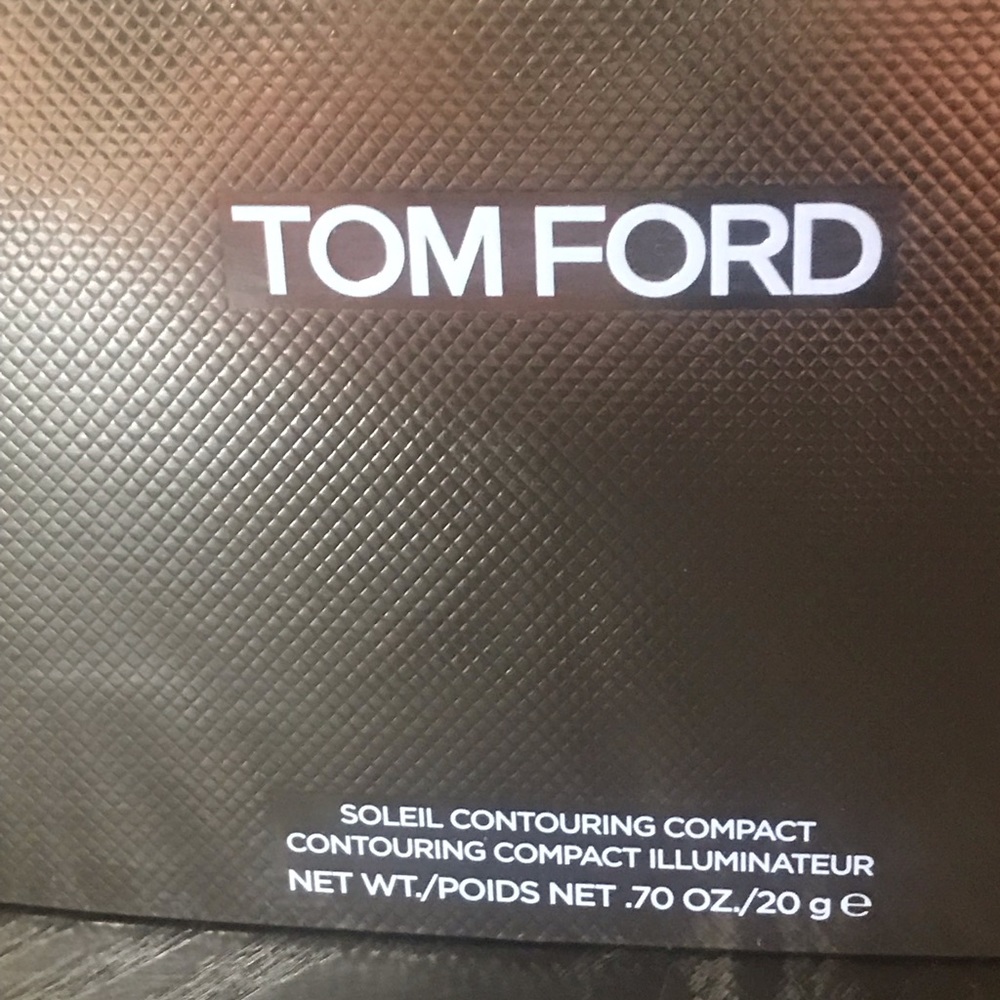 TOM FORD
SOLEIL CONTOURING COMPACT
CONTOURING COMPACT ILLUMINATEUR
NET WT./POIDS NET .70 OZ./20 g ℮